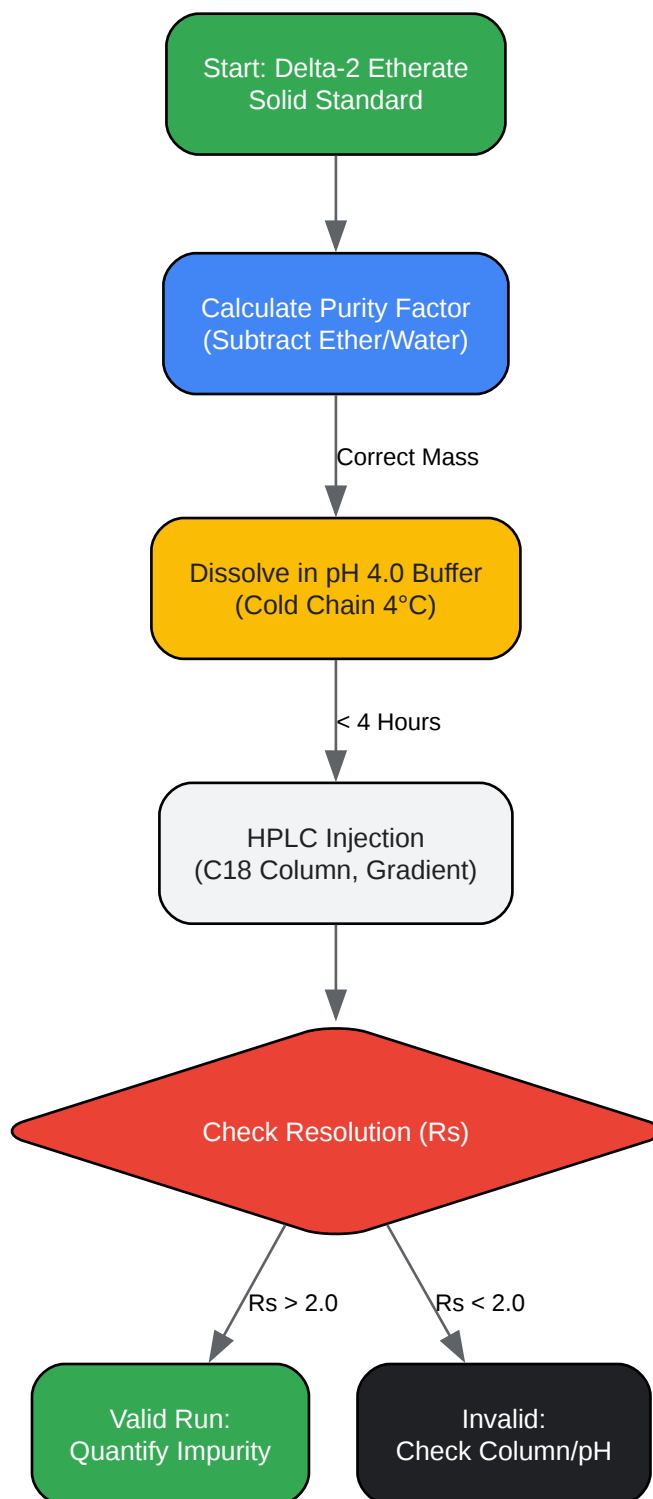 Start: Delta-2 Etherate
Solid Standard
Calculate Purity Factor
(Subtract Ether/Water)
Correct Mass
Dissolve in pH 4.0 Buffer
(Cold Chain 4°C)
< 4 Hours
HPLC Injection
(C18 Column, Gradient)
Check Resolution (Rs)
Rs > 2.0
Rs < 2.0
Valid Run:
Quantify Impurity
Invalid:
Check Column/pH